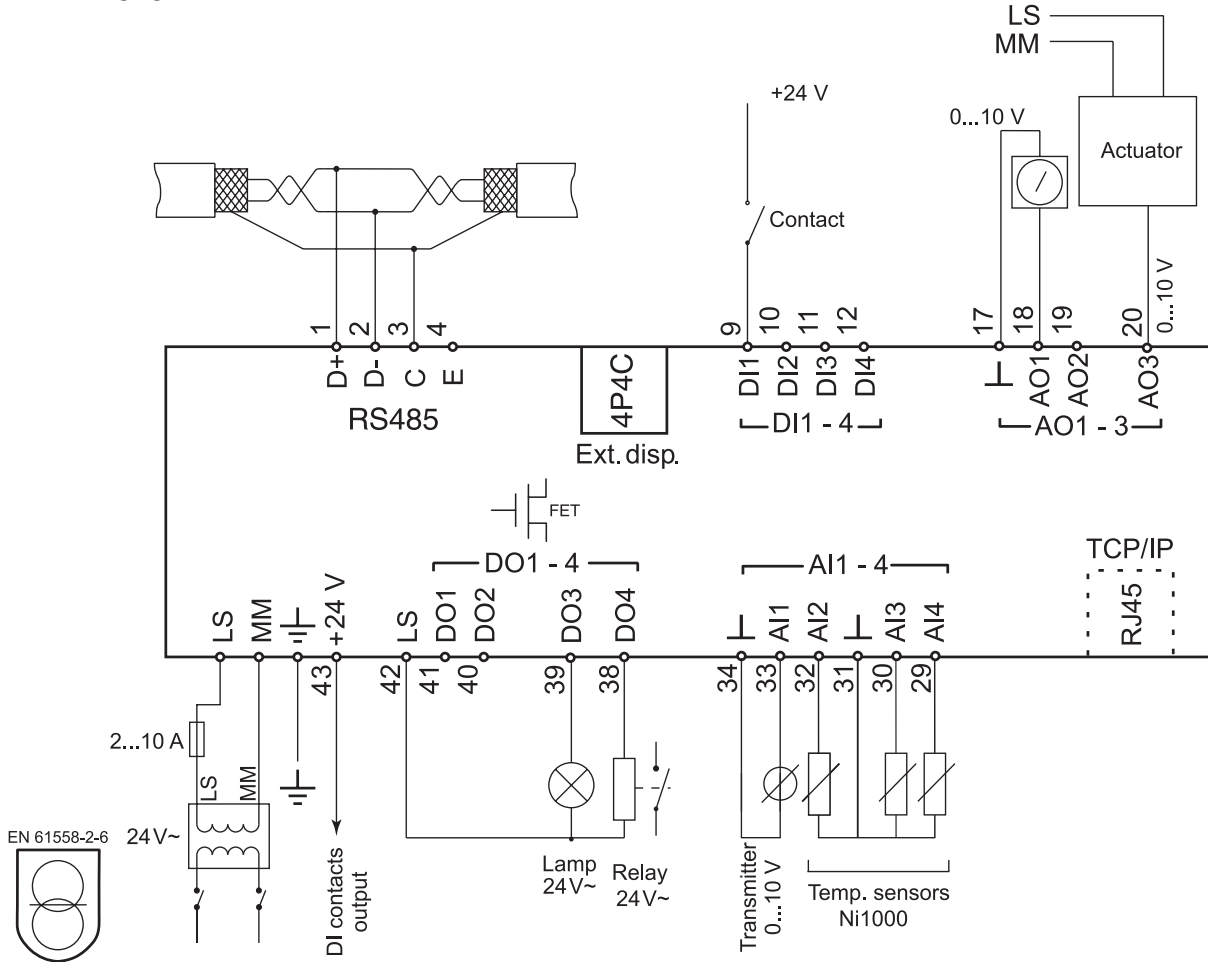 LS
MM
+24 V
0...10 V
Actuator
Contact
0...10 V
1 2 3 4 9 10 11 12 17 18 19 20
D+ D- C E 4P4C DI1 DI2 DI3 DI4 ⊥ AO1 AO2 AO3
RS485 DI1 - 4 AO1 - 3
Ext. disp.
FET
DO1 - 4 AI1 - 4 TCP/IP
LS MM +24 V LS DO1 DO2 DO3 DO4 ⊥ AI1 AI2 ⊥ AI3 AI4 RJ45
43 42 41 40 39 38 34 33 32 31 30 29
2...10 A
LS MM
EN 61558-2-6 24V~
DI contacts
output
Lamp
24V~
Relay
24V~
Transmitter
0...10 V
Temp. sensors
Ni1000